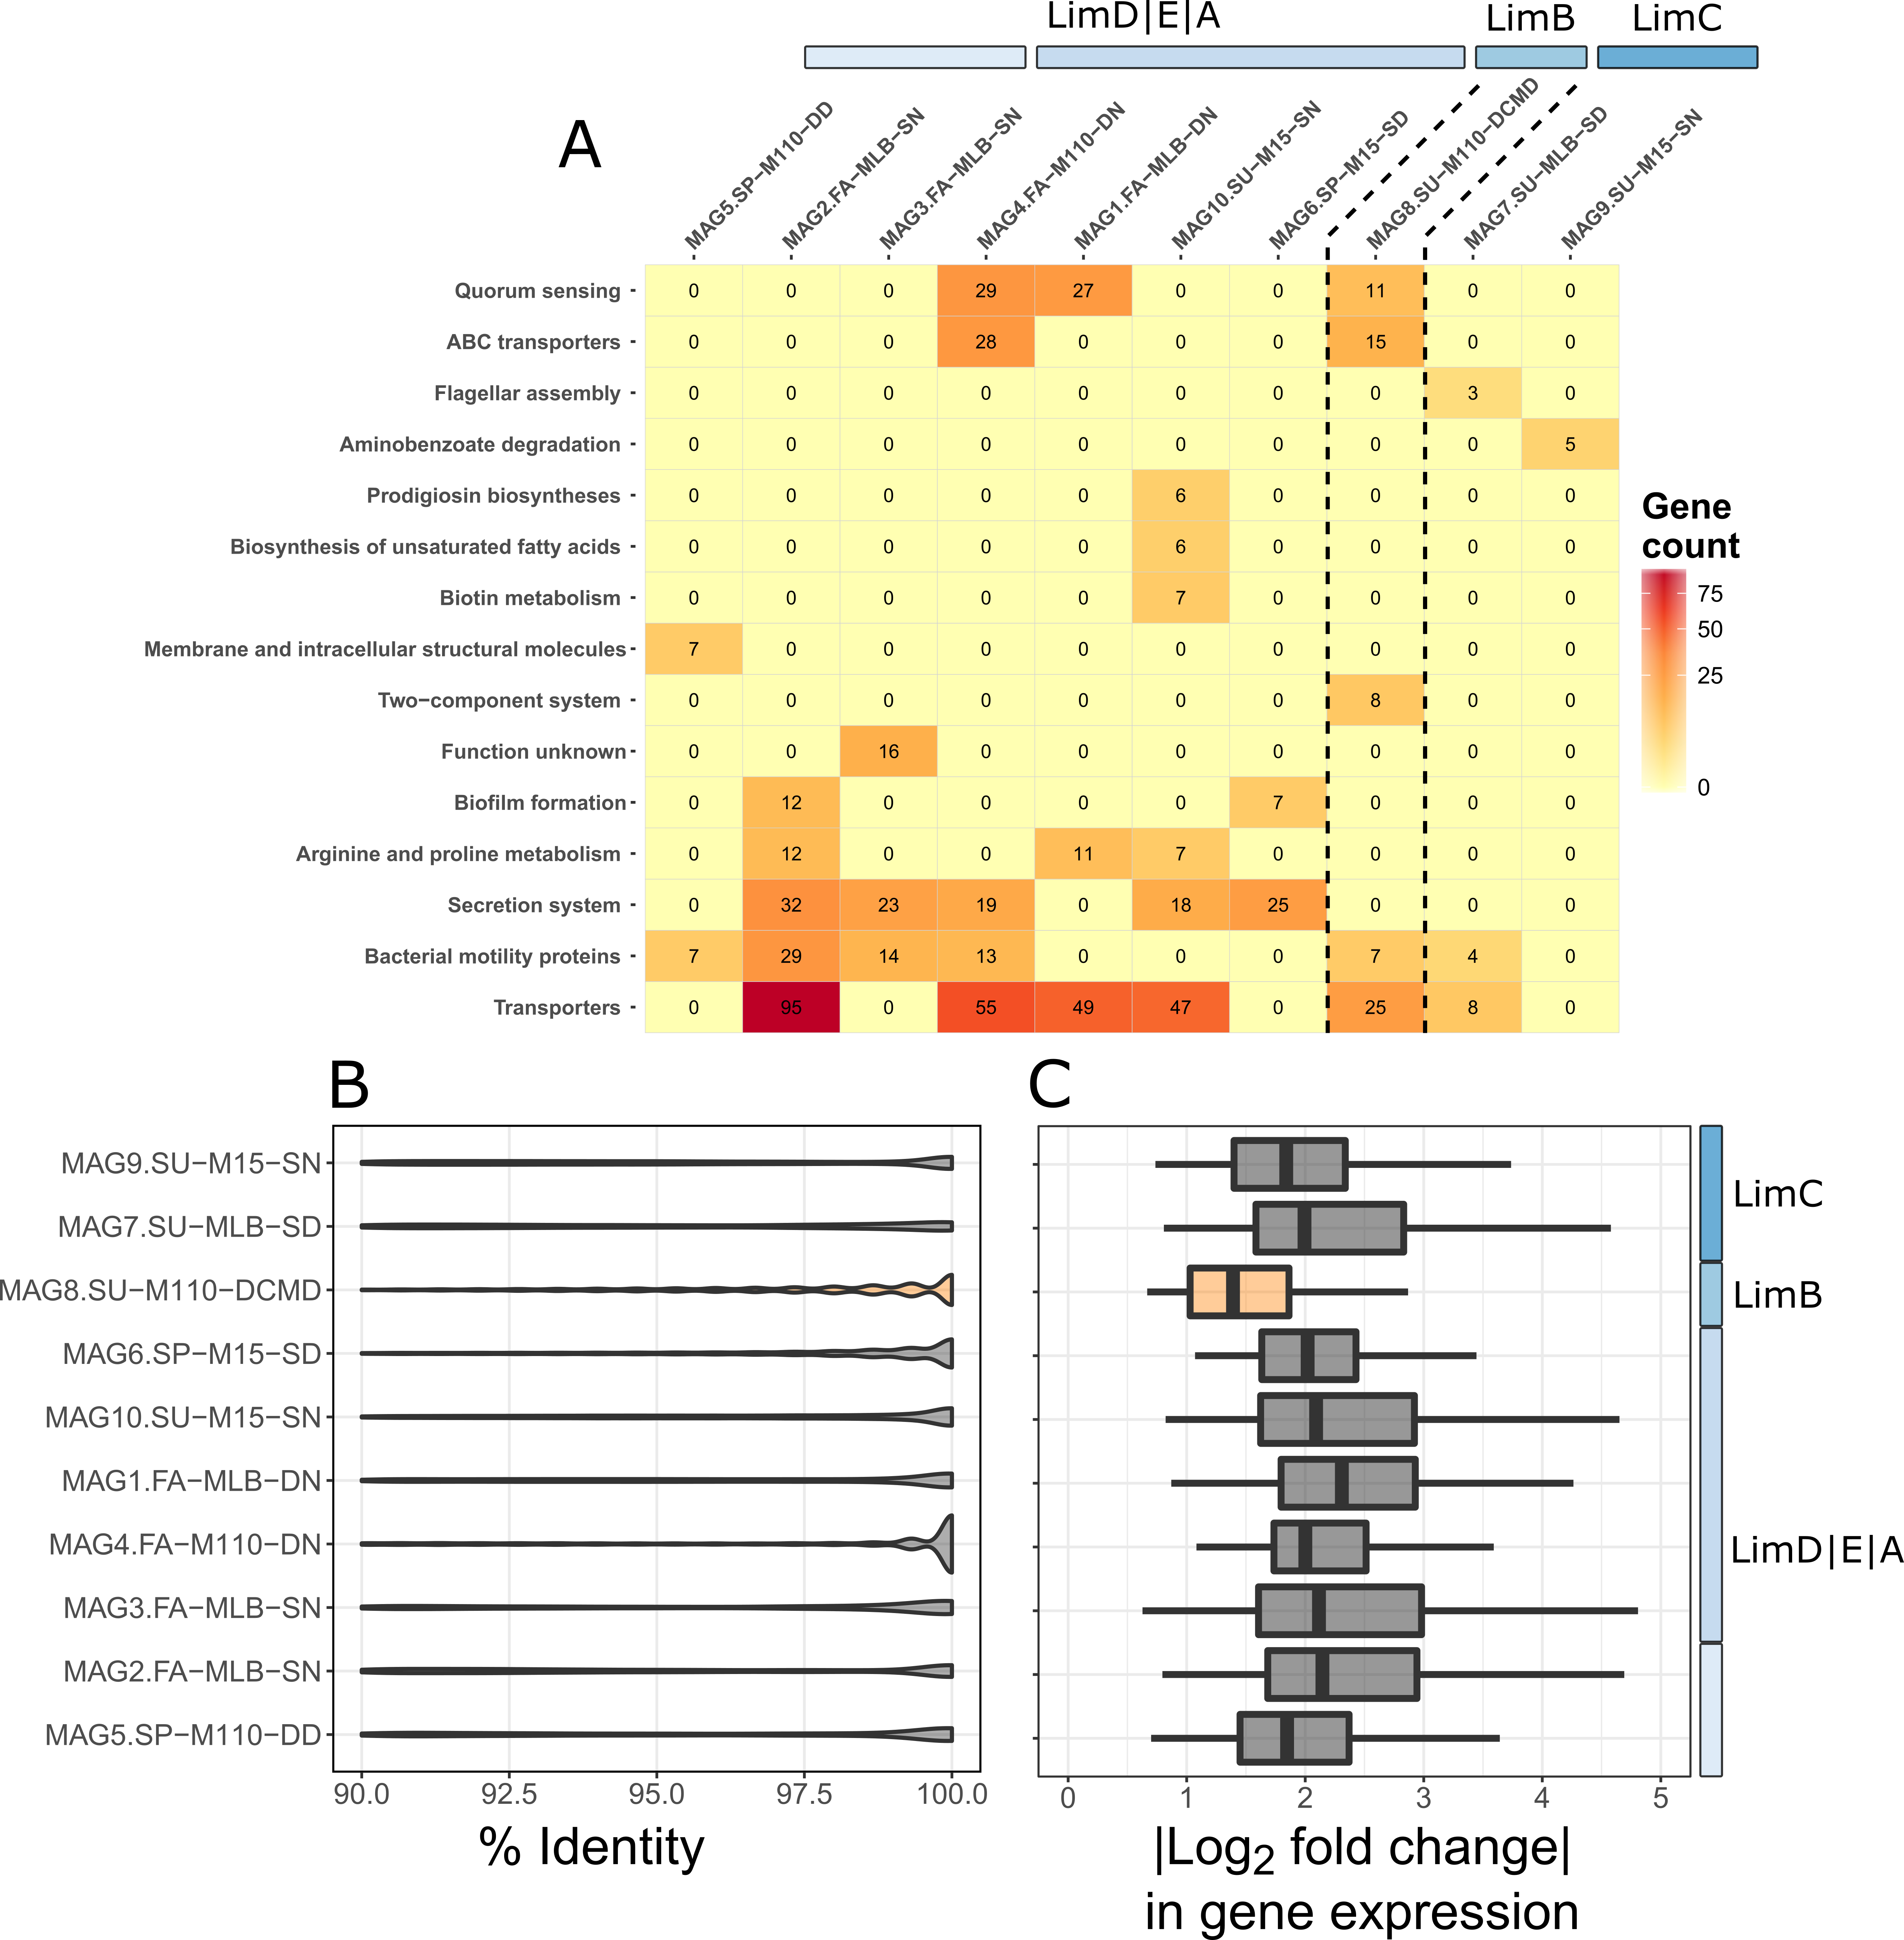 LimD|E|A LimB LimC
A
MAG5.SP−M110−DD MAG2.FA−MLB−SN MAG3.FA−MLB−SN MAG4.FA−M110−DN MAG1.FA−MLB−DN MAG10.SU−M15−SN MAG6.SP−M15−SD MAG8.SU−M110−DCMD MAG7.SU−MLB−SD MAG9.SU−M15−SN
Quorum sensing 0 0 0 29 27 0 0 11 0 0
ABC transporters 0 0 0 28 0 0 0 15 0 0
Flagellar assembly 0 0 0 0 0 0 0 0 3 0
Aminobenzoate degradation 0 0 0 0 0 0 0 0 0 5
Prodigiosin biosyntheses 0 0 0 0 0 6 0 0 0 0
Biosynthesis of unsaturated fatty acids 0 0 0 0 0 6 0 0 0 0
Biotin metabolism 0 0 0 0 0 7 0 0 0 0
Membrane and intracellular structural molecules 7 0 0 0 0 0 0 0 0 0
Two−component system 0 0 0 0 0 0 0 8 0 0
Function unknown 0 0 16 0 0 0 0 0 0 0
Biofilm formation 0 12 0 0 0 0 7 0 0 0
Arginine and proline metabolism 0 12 0 0 11 7 0 0 0 0
Secretion system 0 32 23 19 0 18 25 0 0 0
Bacterial motility proteins 7 29 14 13 0 0 0 7 4 0
Transporters 0 95 0 55 49 47 0 25 8 0
Gene
count
75
50
25
0
B
MAG9.SU−M15−SN
MAG7.SU−MLB−SD
MAG8.SU−M110−DCMD
MAG6.SP−M15−SD
MAG10.SU−M15−SN
MAG1.FA−MLB−DN
MAG4.FA−M110−DN
MAG3.FA−MLB−SN
MAG2.FA−MLB−SN
MAG5.SP−M110−DD
90.0 92.5 95.0 97.5 100.0
% Identity
C
LimC
LimB
LimD|E|A
0 1 2 3 4 5
|Log2 fold change|
in gene expression